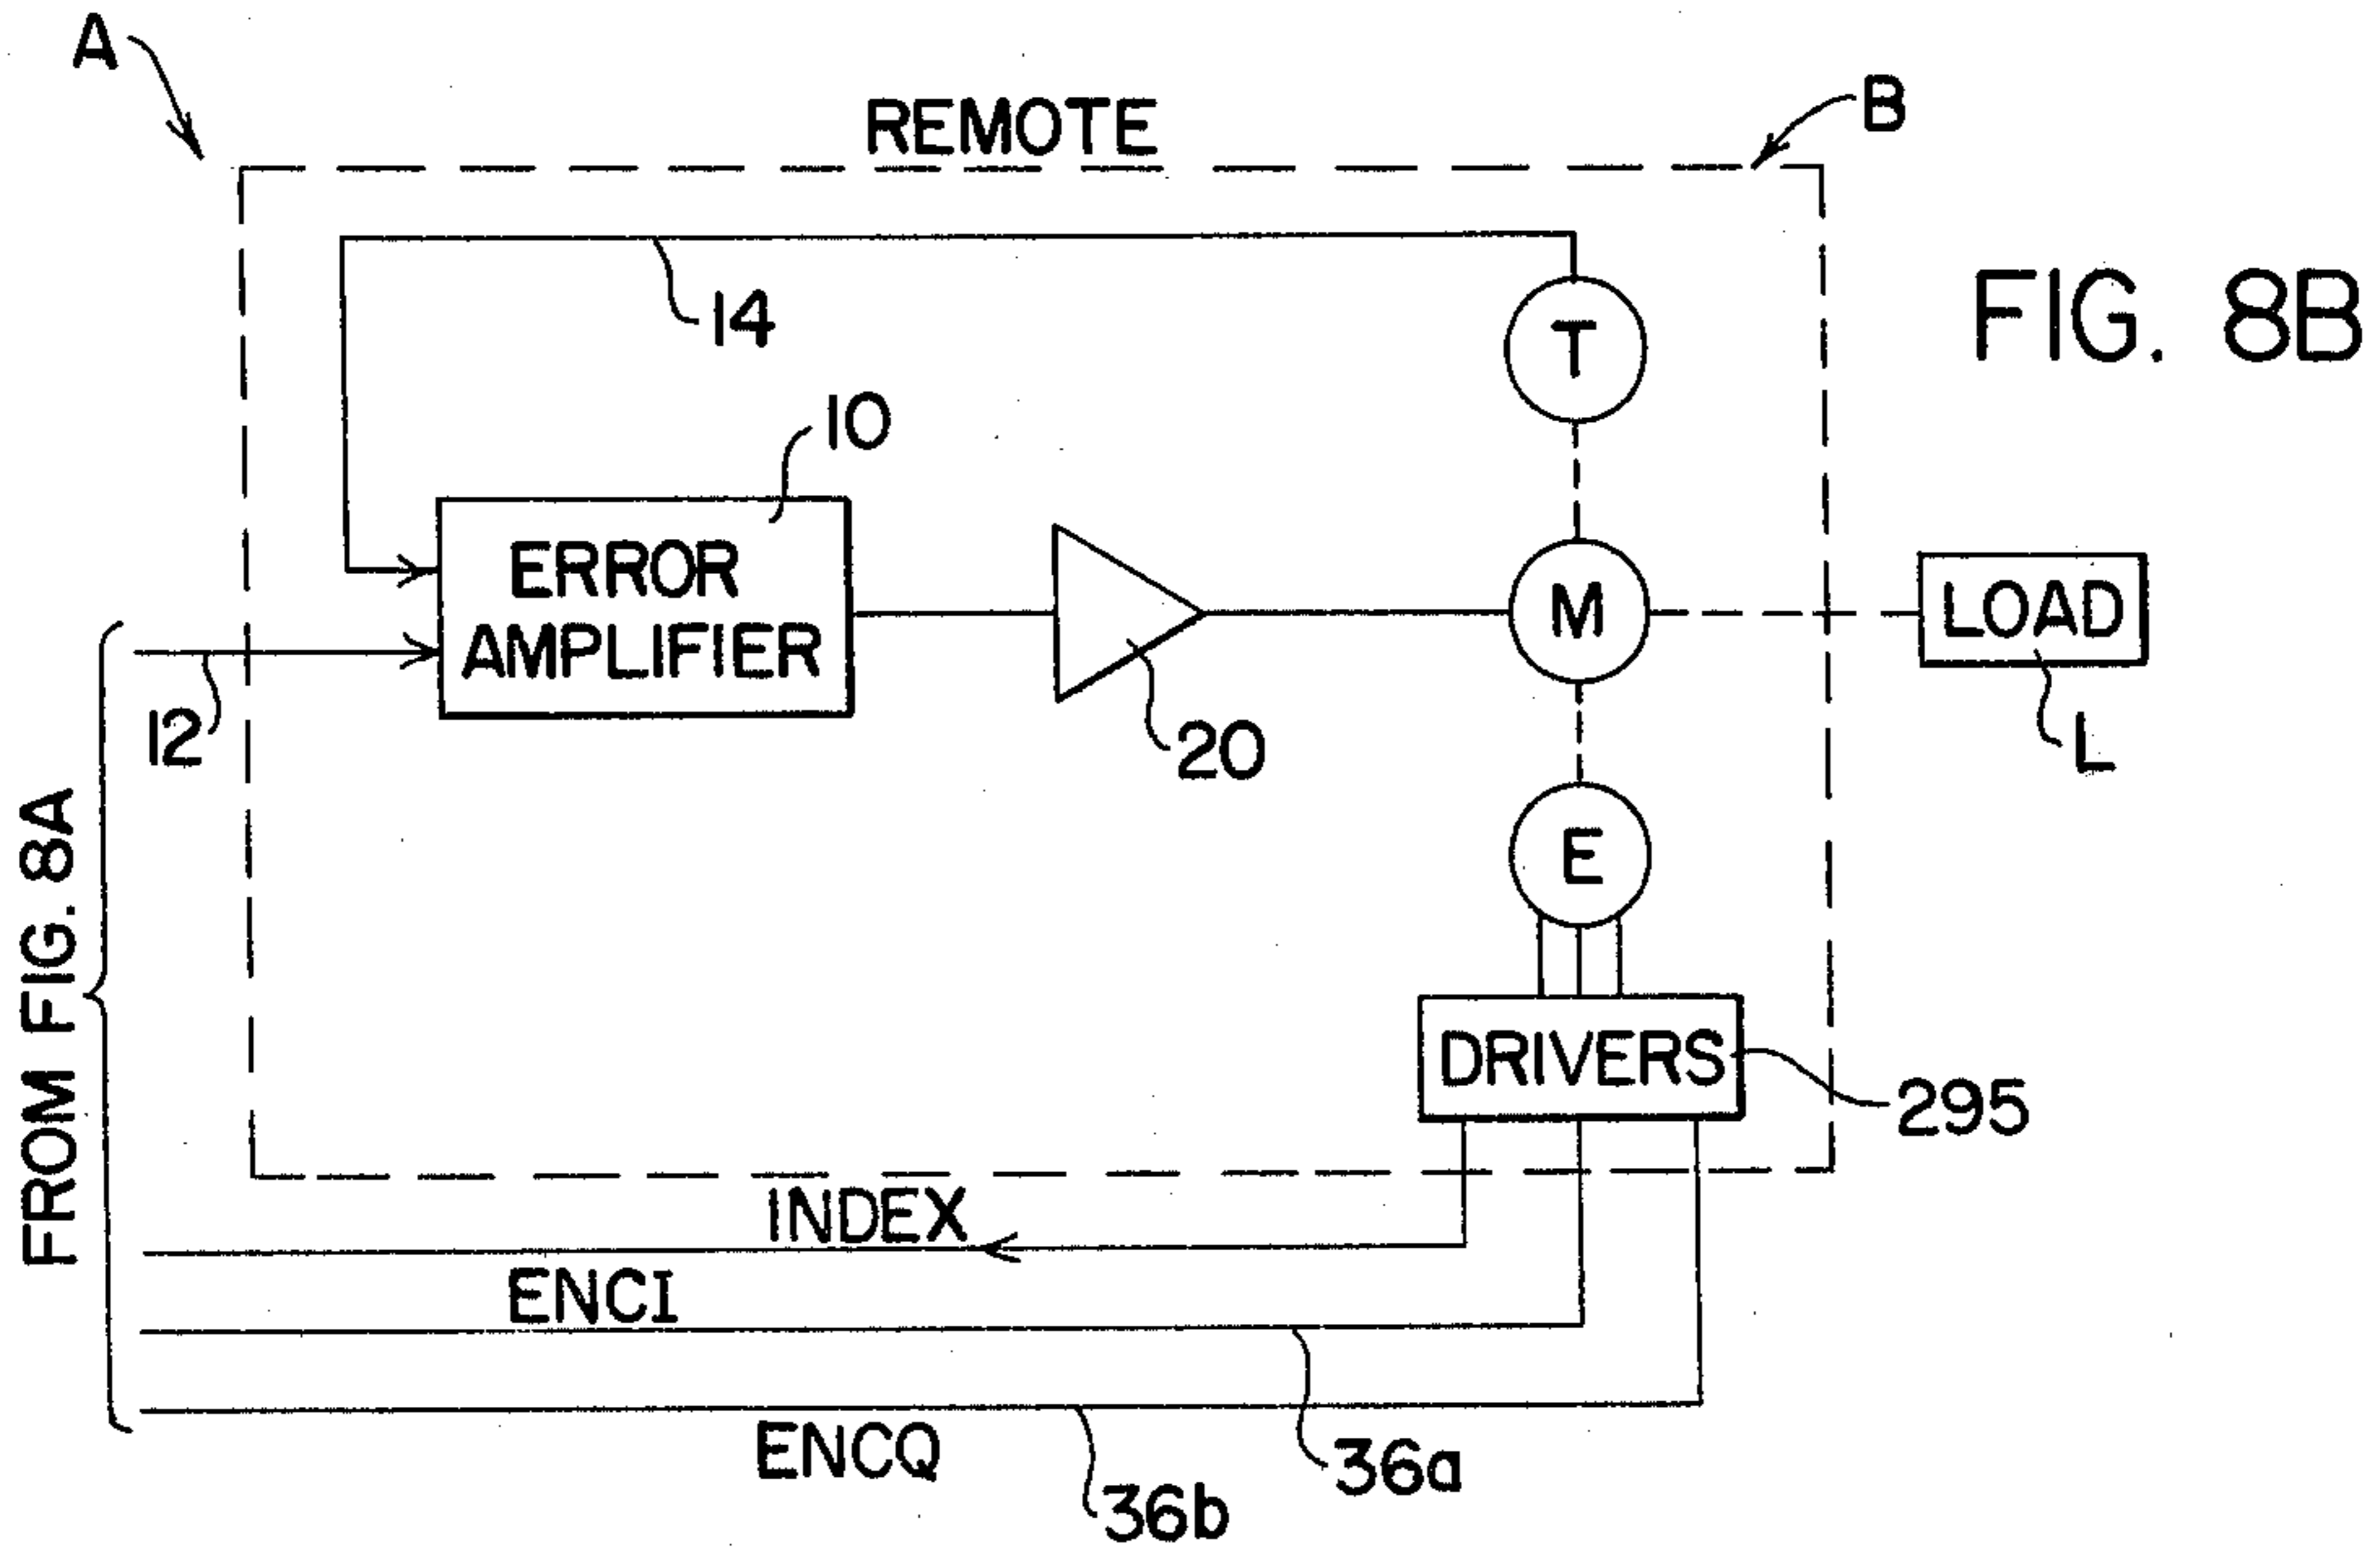 A
REMOTE
B
FIG. 8B
14
T
10
ERROR
AMPLIFIER
M
LOAD
12
20
L
E
FROM FIG. 8A
DRIVERS
295
INDEX
ENCI
ENCQ
36a
36b